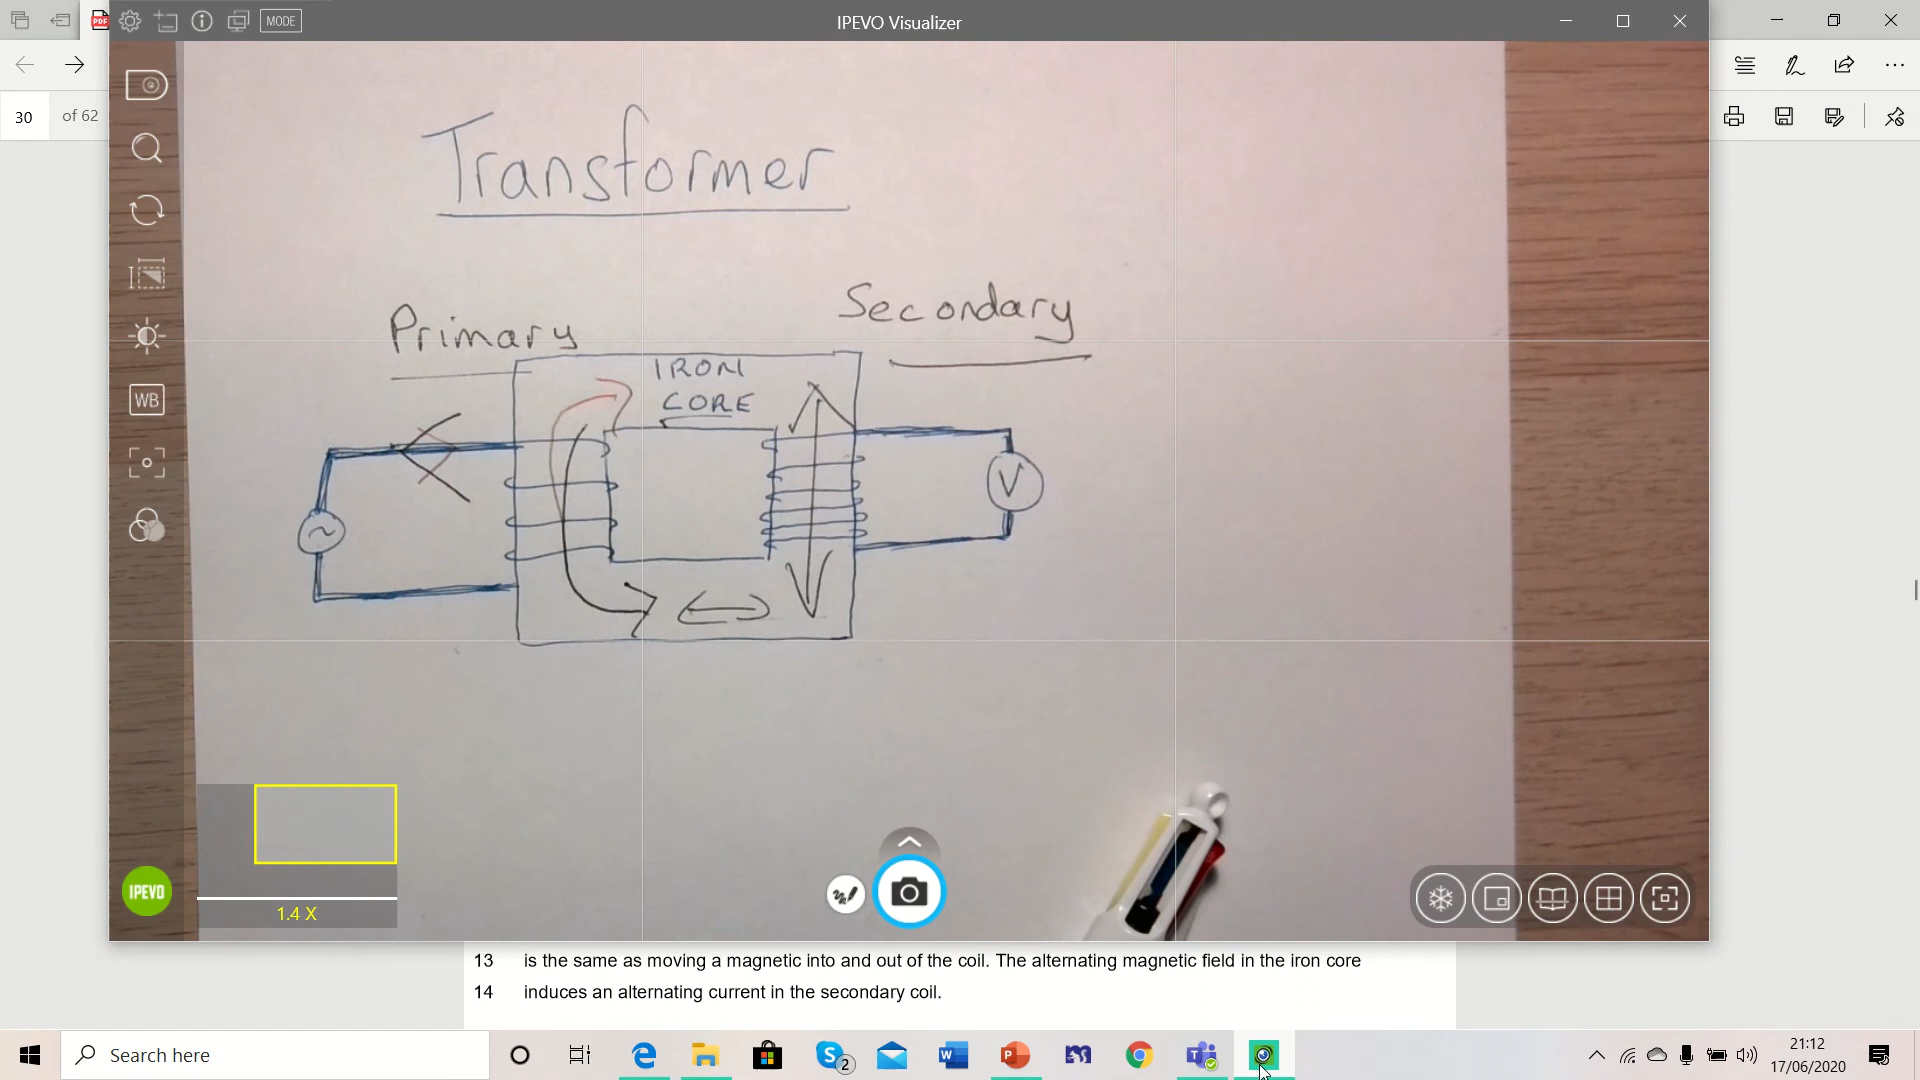 MODE
IPEVO Visualizer
PDF
30 of 62
Transformer
Primary
Secondary
IRON
CORE
~
V
WB
IPEVO
1.4 X
13 is the same as moving a magnetic into and out of the coil. The alternating magnetic field in the iron core
14 induces an alternating current in the secondary coil.
Search here
2
21:12
17/06/2020